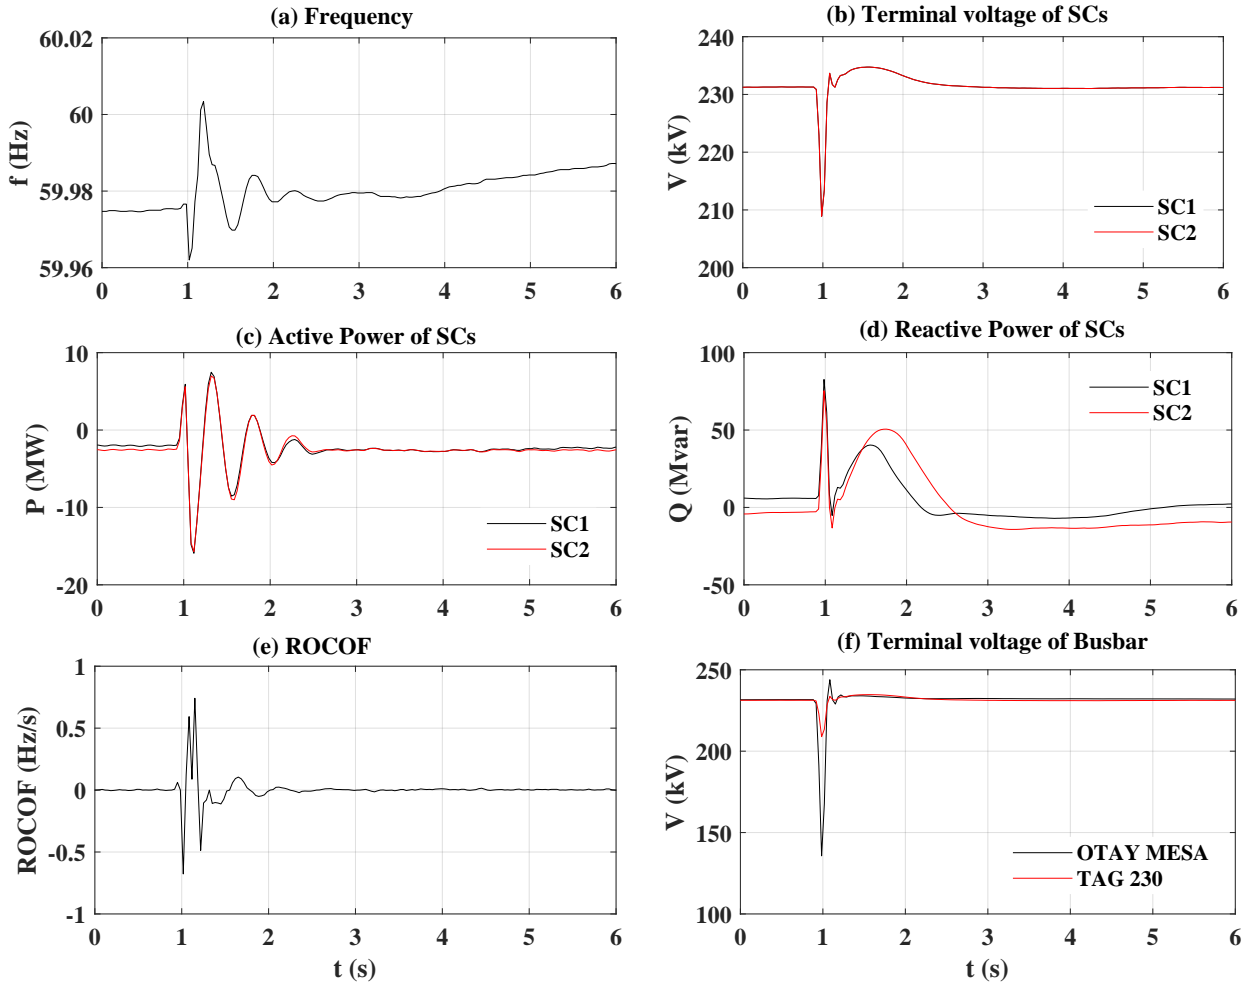 (a) Frequency
60.02
60
59.98
59.96
f (Hz)
0 1 2 3 4 5 6
(b) Terminal voltage of SCs
240
230
220
210
200
V (kV)
SC1
SC2
0 1 2 3 4 5 6
(c) Active Power of SCs
10
0
-10
-20
P (MW)
SC1
SC2
0 1 2 3 4 5 6
(d) Reactive Power of SCs
100
50
0
-50
Q (Mvar)
SC1
SC2
0 1 2 3 4 5 6
(e) ROCOF
1
0.5
0
-0.5
-1
ROCOF (Hz/s)
0 1 2 3 4 5 6
t (s)
(f) Terminal voltage of Busbar
250
200
150
100
V (kV)
OTAY MESA
TAG 230
0 1 2 3 4 5 6
t (s)